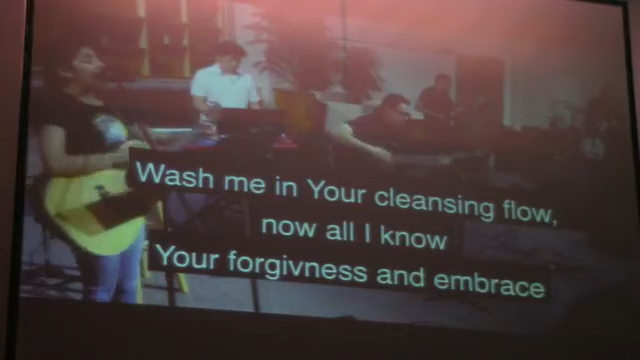 Wash me in Your cleansing flow,
now all I know
Your forgivness and embrace